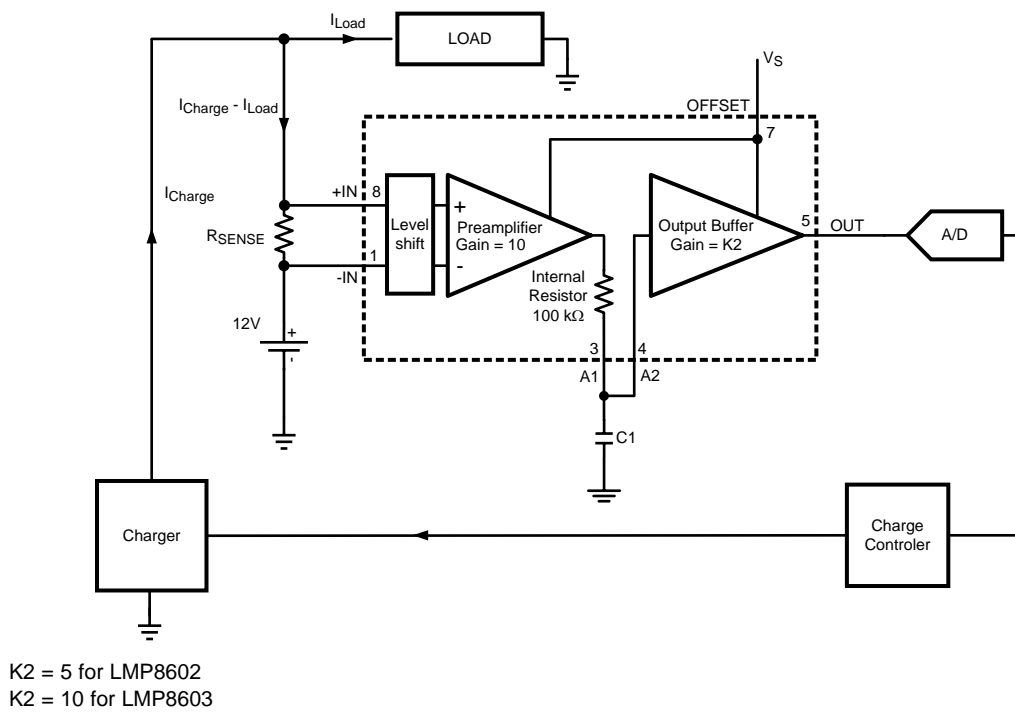 I Load
LOAD
VS
ICharge - ILoad
OFFSET
7
ICharge
+IN
8
5
OUT
A/D
RSENSE
Level
shift
+
-
Preamplifier
Gain = 10
Output Buffer
Gain = K2
1
-IN
Internal
Resistor
100 kΩ
12V
+
-
3
4
A1
A2
C1
Charger
Charge
Controler
K2 = 5 for LMP8602
K2 = 10 for LMP8603